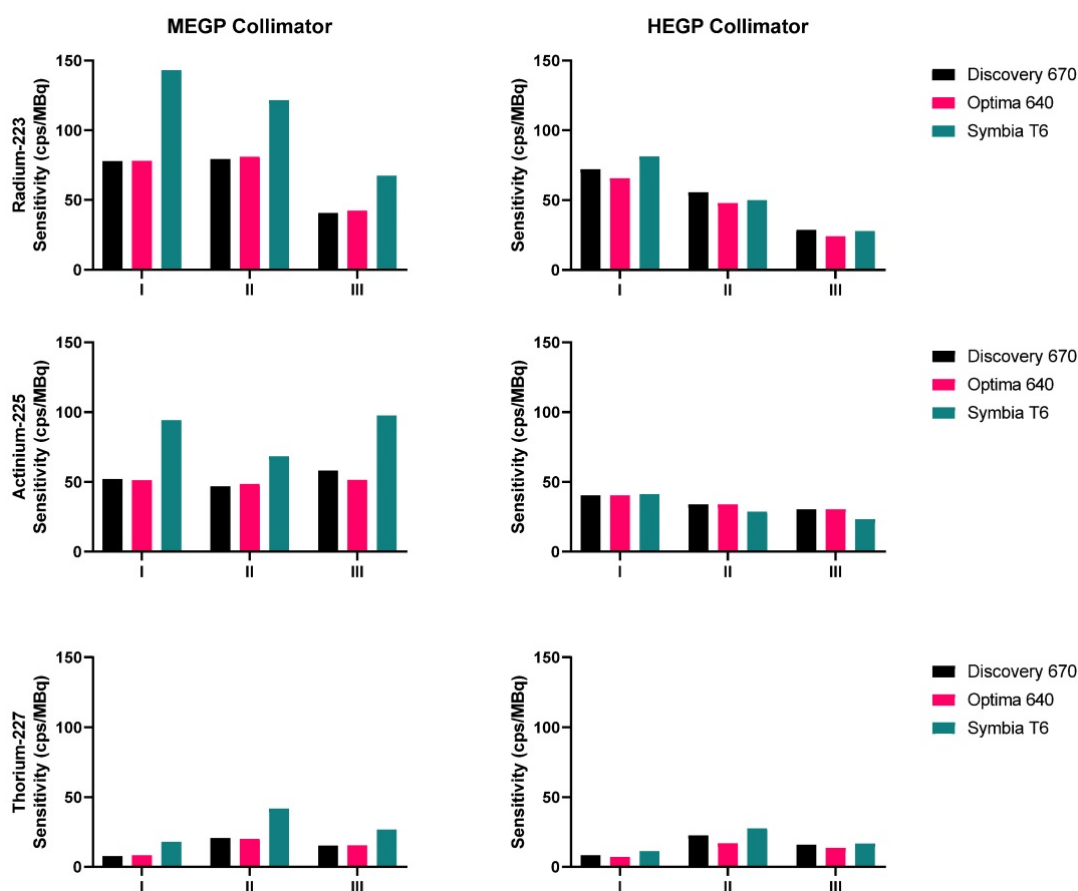 MEGP Collimator
HEGP Collimator
Radium-223
Sensitivity (cps/MBq)
150
100
50
0
I
II
III
Sensitivity (cps/MBq)
150
100
50
0
I
II
III
Discovery 670
Optima 640
Symbia T6
Actinium-225
Sensitivity (cps/MBq)
150
100
50
0
I
II
III
Sensitivity (cps/MBq)
150
100
50
0
I
II
III
Discovery 670
Optima 640
Symbia T6
Thorium-227
Sensitivity (cps/MBq)
150
100
50
0
I
II
III
Sensitivity (cps/MBq)
150
100
50
0
I
II
III
Discovery 670
Optima 640
Symbia T6